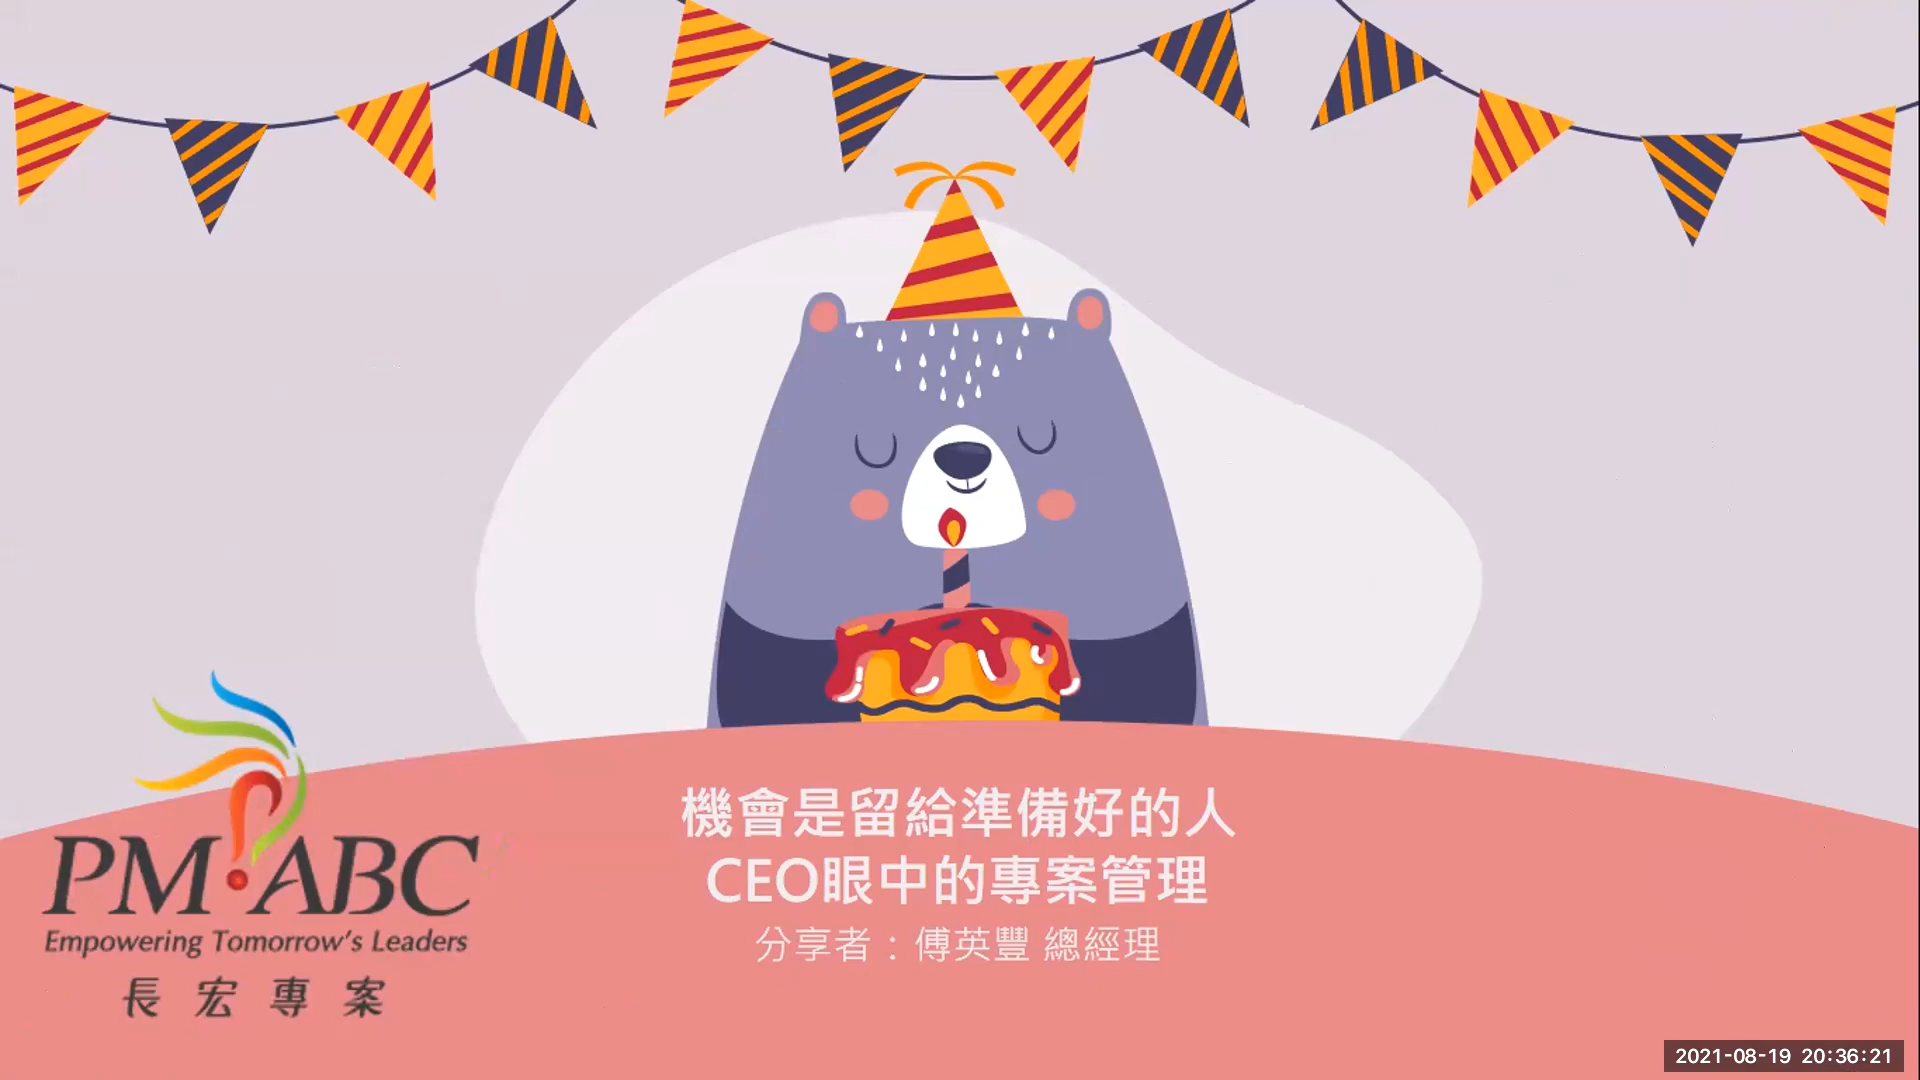 機會是留給準備好的人
CEO眼中的專案管理
分享者：傅英豐 總經理
PM ABC
Empowering Tomorrow's Leaders
長宏專案
2021-08-19 20:36:21